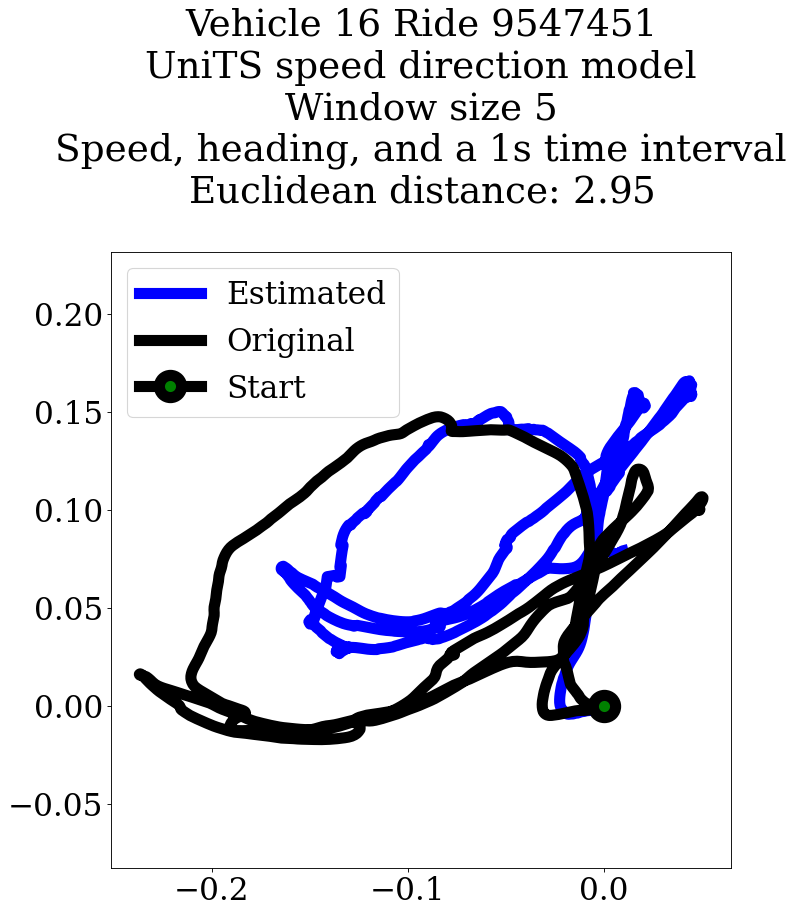 Vehicle 16 Ride 9547451
UniTS speed direction model
Window size 5
Speed, heading, and a 1s time interval
Euclidean distance: 2.95
Estimated
Original
Start
0.20
0.15
0.10
0.05
0.00
−0.05
−0.2
−0.1
0.0